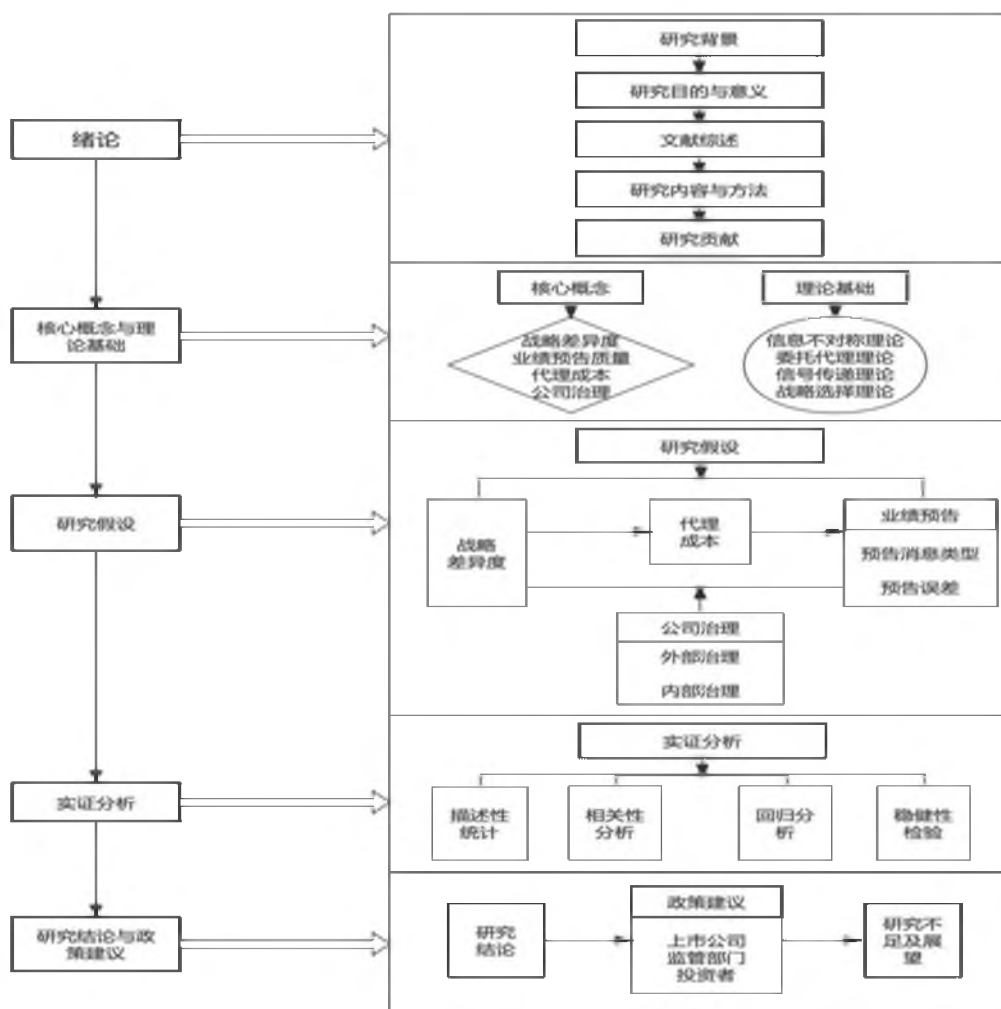 研究背景
研究目的与意义
绪论
文献综述
研究内容与方法
研究贡献
核心概念
理论基础
核心概念与理
论基础
战略差异度
业绩预告质量
代理成本
公司治理
信息不对称理论
委托代理理论
信号传递理论
战略选择理论
研究假设
研究假设
战略
差异度
代理
成本
业绩预告
预告消息类型
预告误差
公司治理
外部治理
内部治理
实证分析
实证分析
描述性
统计
相关性
分析
回归分
析
稳健性
检验
研究结论与政
策建议
研究
结论
政策建议
上市公司
监管部门
投资者
研究不
足及展
望